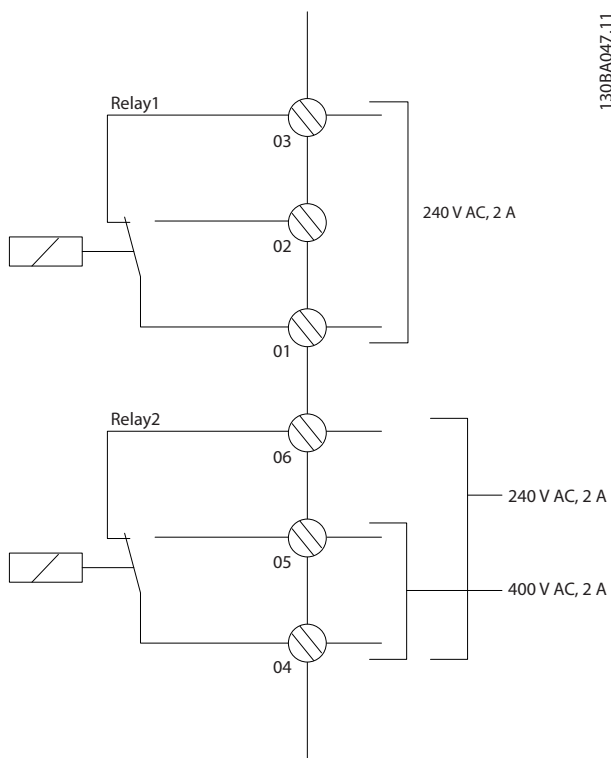 130BA047.11
Relay1
03
02
240 V AC, 2 A
01
Relay2
06
240 V AC, 2 A
05
400 V AC, 2 A
04